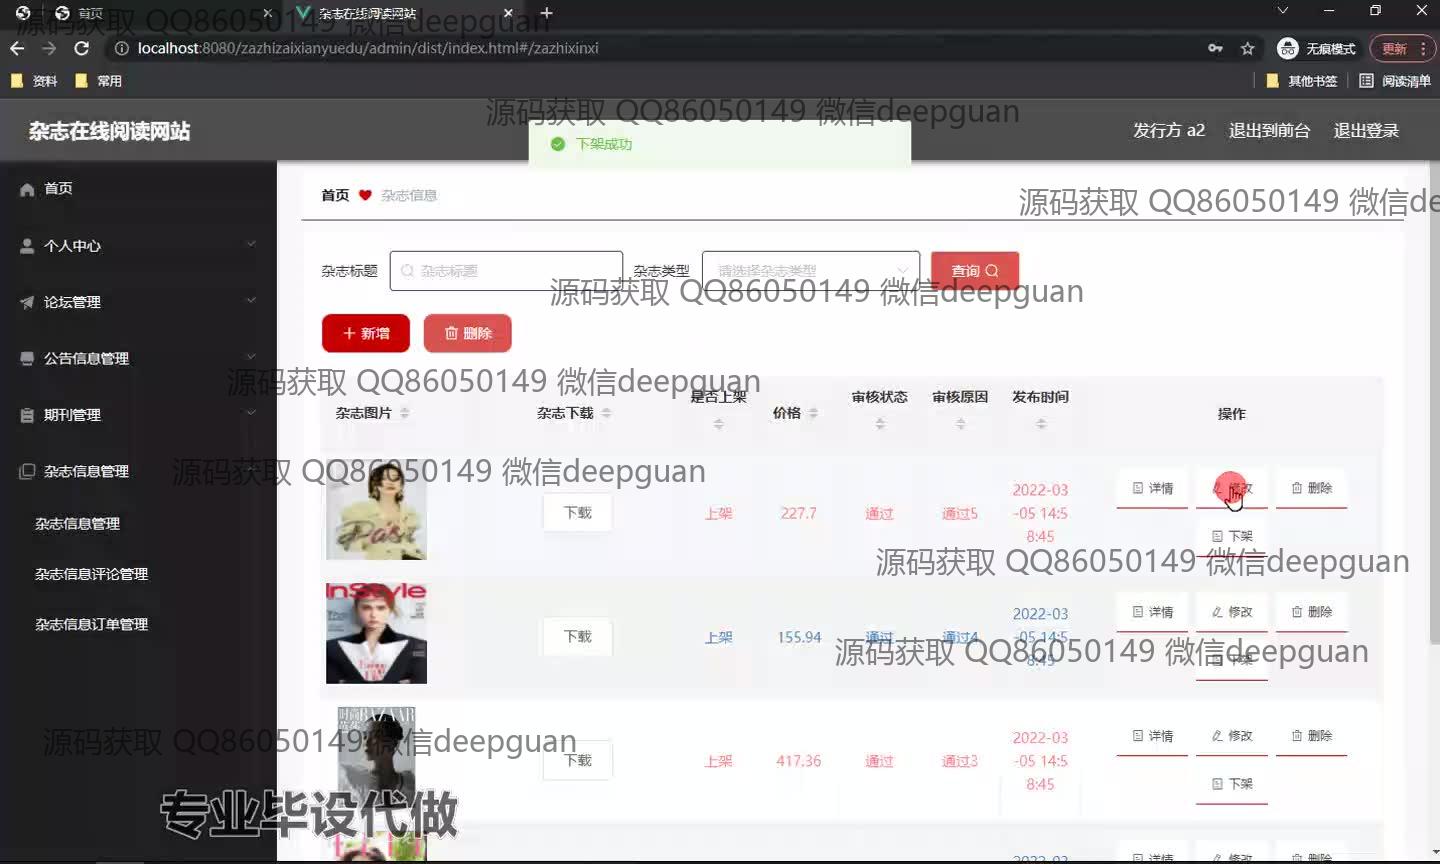 首页
杂志在线阅读网站
源码获取 QQ86050149 微信deepguan
localhost:8080/zazhizaixianyuedu/admin/dist/index.html#/zazhixinxi
无痕模式
更新
资料
常用
其他书签
阅读清单
源码获取 QQ86050149 微信deepguan
杂志在线阅读网站
下架成功
发行方 a2
退出到前台
退出登录
首页
个人中心
论坛管理
公告信息管理
期刊管理
杂志信息管理
杂志信息管理
杂志信息评论管理
杂志信息订单管理
首页 杂志信息
源码获取 QQ86050149 微信de
杂志标题 杂志标题 杂志类型 请选择杂志类型 查询
源码获取 QQ86050149 微信deepguan
新增 删除
源码获取 QQ86050149 微信deepguan
杂志图片 杂志下载 是否上架 价格 审核状态 审核原因 发布时间 操作
源码获取 QQ86050149 微信deepguan
下载 上架 227.7 通过 通过5
2022-03
-05 14:5
8:45
详情 修改 删除
下架
源码获取 QQ86050149 微信deepguan
InStyle
下载 上架 155.94 通过 通过4
2022-03
-05 14:5
8:45
详情 修改 删除
下架
源码获取 QQ86050149 微信deepguan
BAZAAR
下载 上架 417.36 通过 通过3
2022-03
-05 14:5
8:45
详情 修改 删除
下架
源码获取 QQ86050149 微信deepguan
专业毕设代做
2022-03
详情 修改 删除